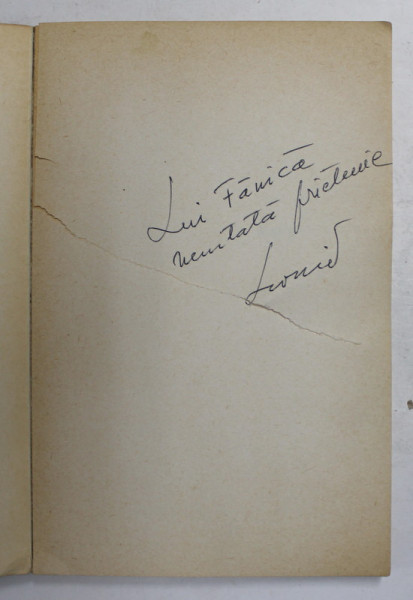 Lui Fănică
neuitată prietenie
Leonid